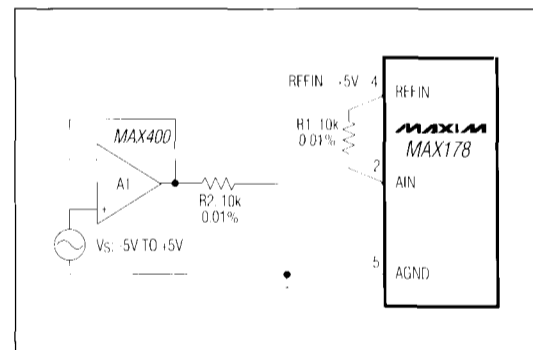 REFIN +5V 4
REFIN
R1, 10k
0.01%
MAXIM
MAX178
MAX400
2
AIN
A1
+
R2, 10k
0.01%
VS: -5V TO +5V
5
AGND